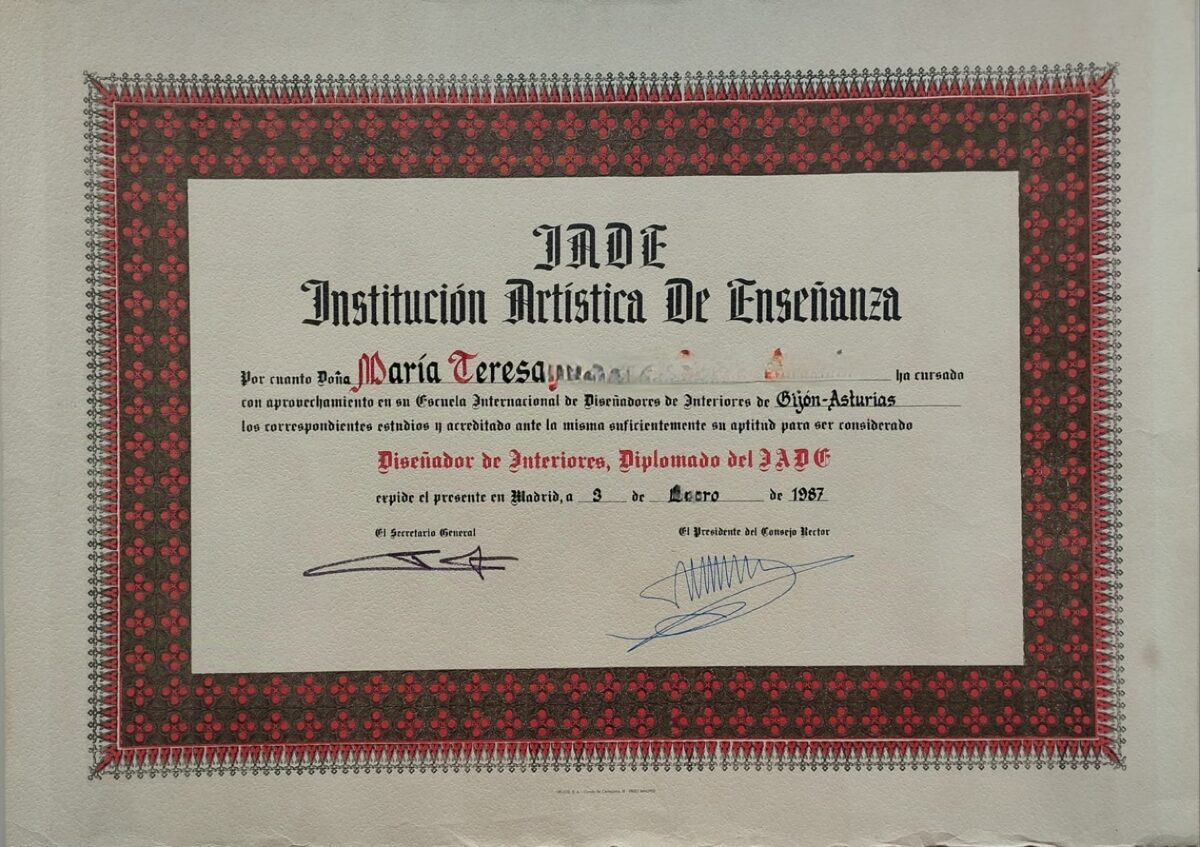 IADE
Institución Artística De Enseñanza
Por cuanto Doña María Teresa ha cursado
con aprovechamiento en su Escuela Internacional de Diseñadores de Interiores de Gijón-Asturias
los correspondientes estudios y acreditado ante la misma suficientemente su aptitud para ser considerado
Diseñador de Interiores, Diplomado del IADE
expide el presente en Madrid, a 3 de Enero de 1987
El Secretario General El Presidente del Consejo Rector